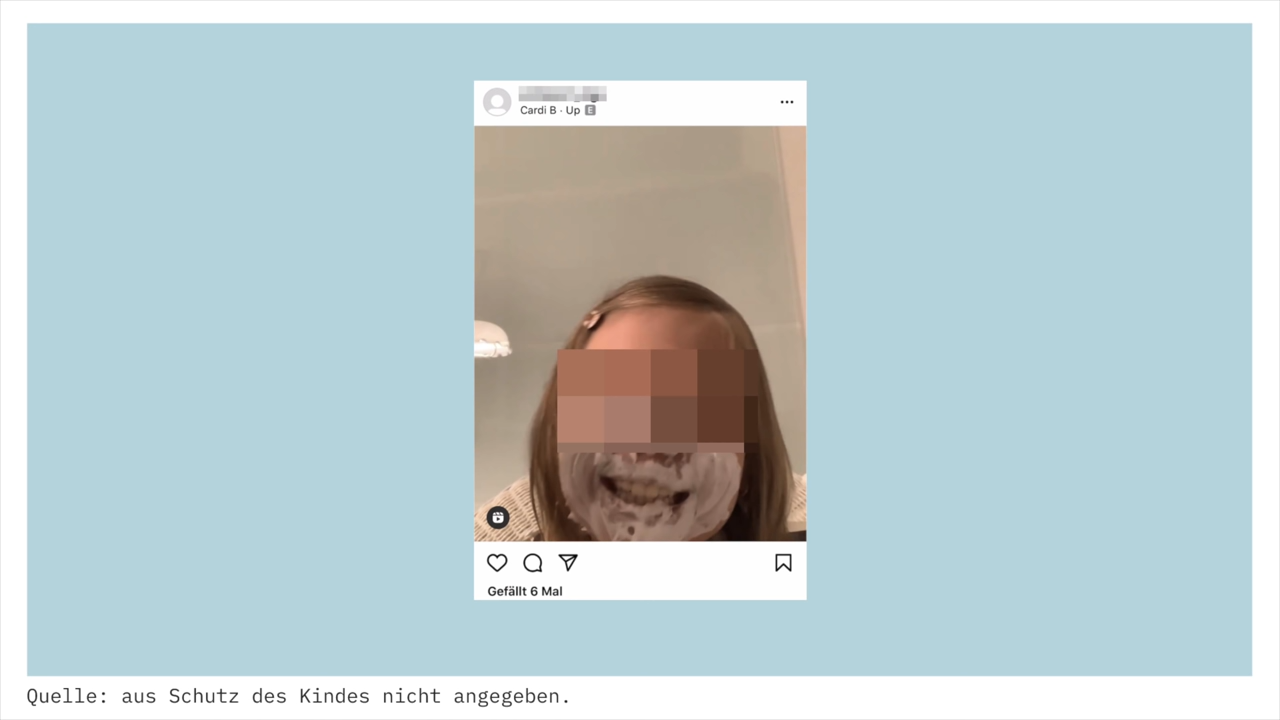 Cardi B · Up E
Gefällt 6 Mal
Quelle: aus Schutz des Kindes nicht angegeben.